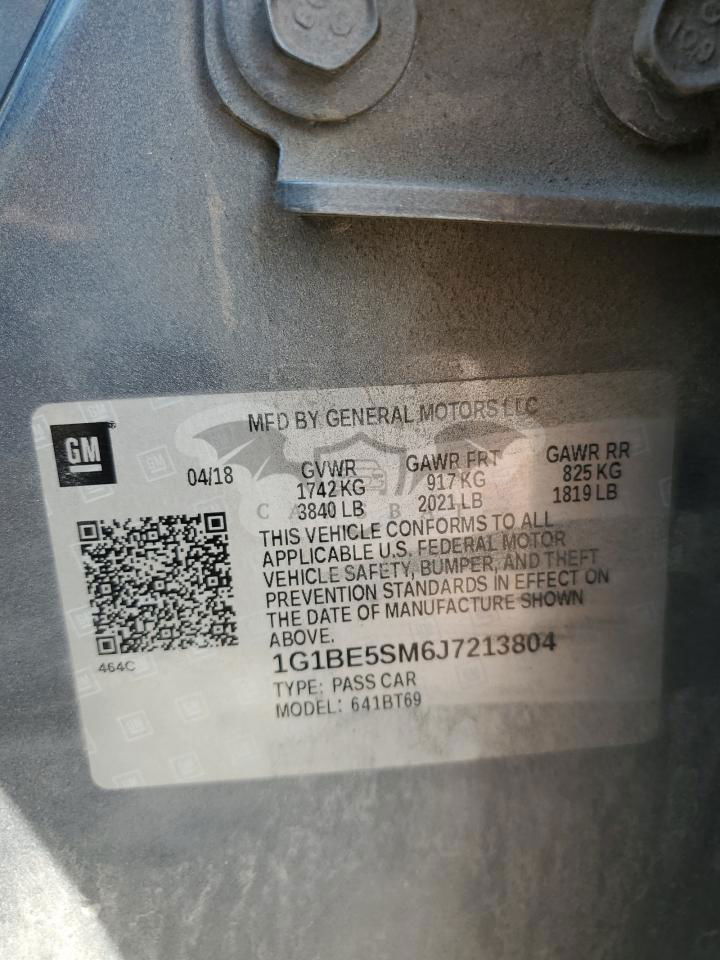 MFD BY GENERAL MOTORS LLC
GM
04/18
GVWR
1742 KG
3840 LB
GAWR FRT
917 KG
2021 LB
GAWR RR
825 KG
1819 LB
THIS VEHICLE CONFORMS TO ALL
APPLICABLE U.S. FEDERAL MOTOR
VEHICLE SAFETY, BUMPER, AND THEFT
PREVENTION STANDARDS IN EFFECT ON
THE DATE OF MANUFACTURE SHOWN
ABOVE.
464C
1G1BE5SM6J7213804
TYPE: PASS CAR
MODEL: 641BT69